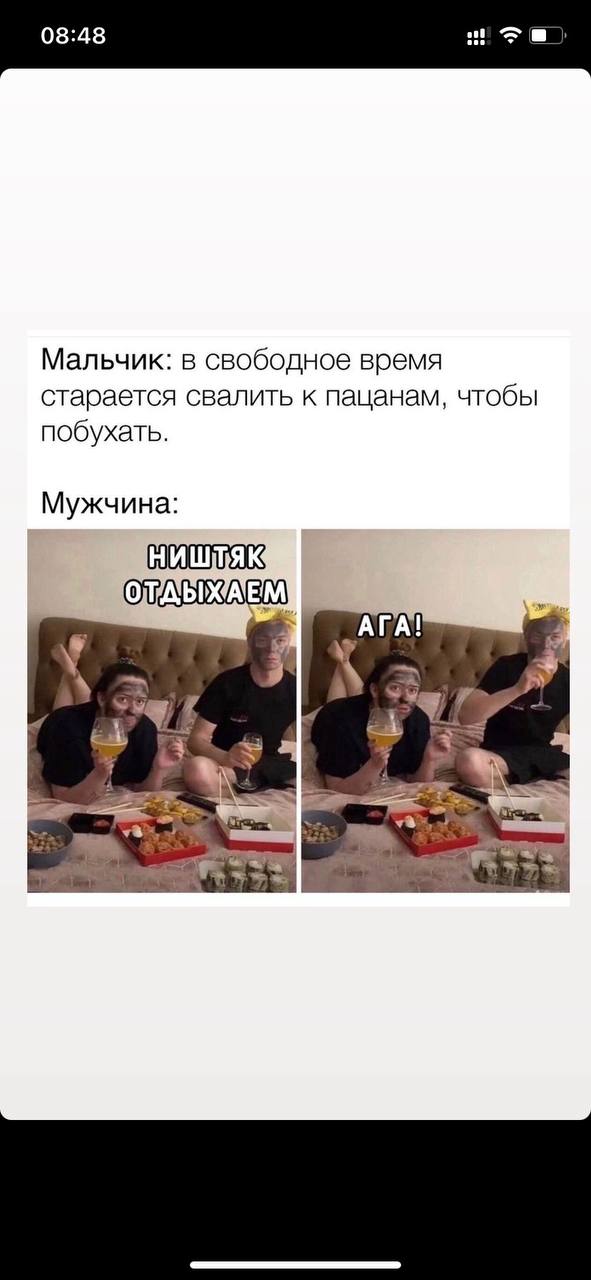 08:48
Мальчик: в свободное время
старается свалить к пацанам, чтобы
побухать.
Мужчина:
НИШТЯК
ОТДЫХАЕМ
АГА!